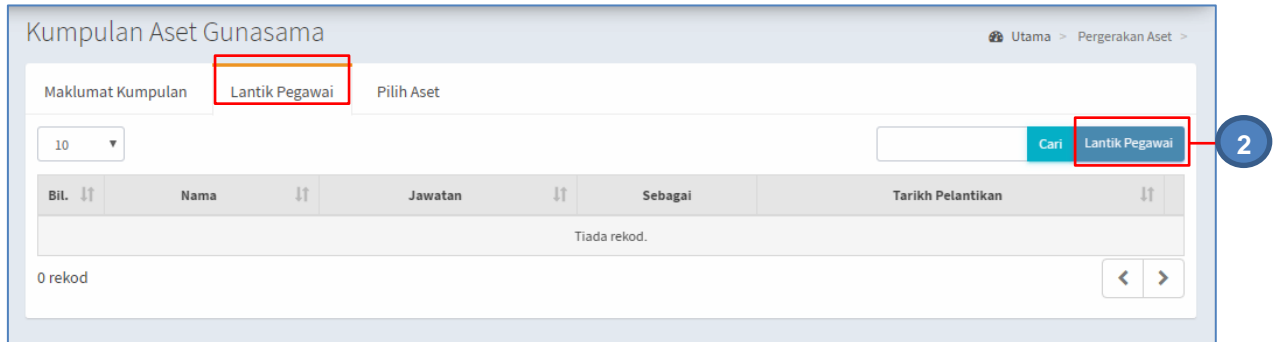 Kumpulan Aset Gunasama
Utama > Pergerakan Aset >
Maklumat Kumpulan Lantik Pegawai Pilih Aset
10 Cari Lantik Pegawai
2
Bil. Nama Jawatan Sebagai Tarikh Pelantikan
Tiada rekod.
0 rekod